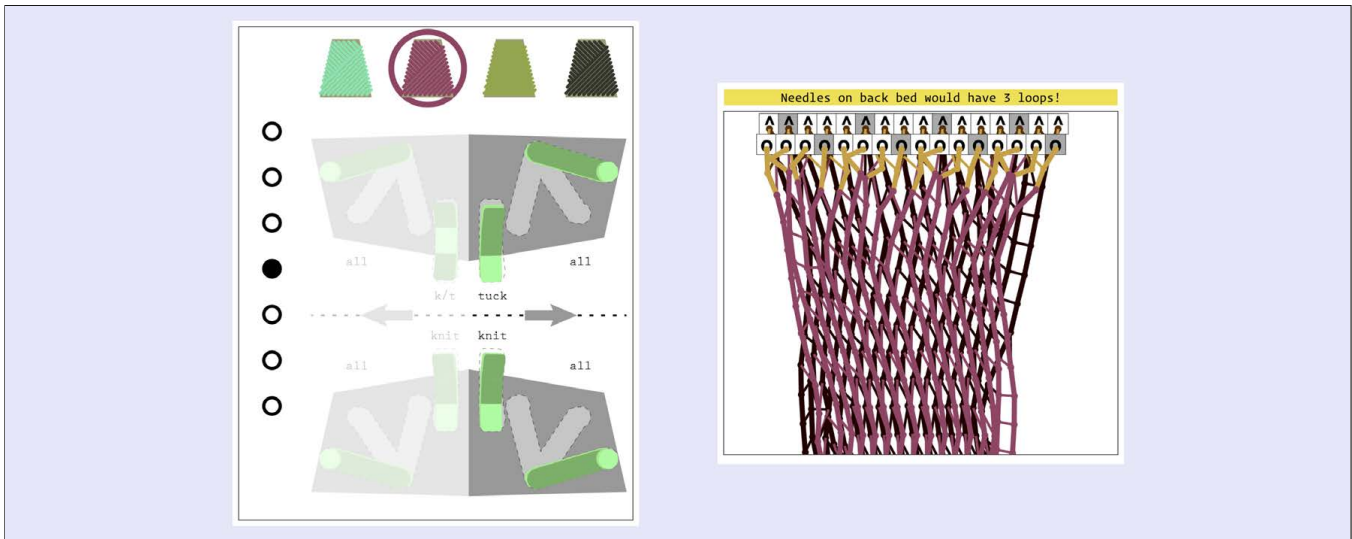 all
all
k/t tuck
knit knit
all
all
Needles on back bed would have 3 loops!